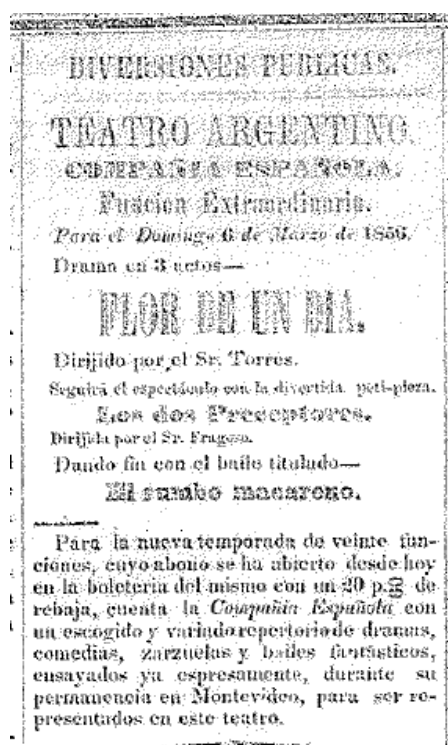 DIVERSIONES PUBLICAS.
TEATRO ARGENTINO.
COMPAÑIA ESPAÑOLA.
Funcion Extraordinaria.
Para el Domingo 6 de Marzo de 1856.
Drama en 3 actos—
FLOR DE UN DIA.
Dirijido por el Sr. Torres.
Seguirá el espectáculo con la divertida peti-pieza.
Los dos Preceptores.
Dirijida por el Sr. Fragoso.
Dando fin con el baile titulado—
El rumbo macareno.
Para la nueva temporada de veinte fun-
ciones, cuyo abono se ha abierto desde hoy
en la boletería del mismo con un 20 p.% de
rebaja, cuenta la Compañia Española con
un escogido y variado repertorio de dramas,
comedias, zarzuelas y bailes fantásticos,
ensayados ya espresamente, durante su
permanencia en Montevideo, para ser re-
presentados en este teatro.